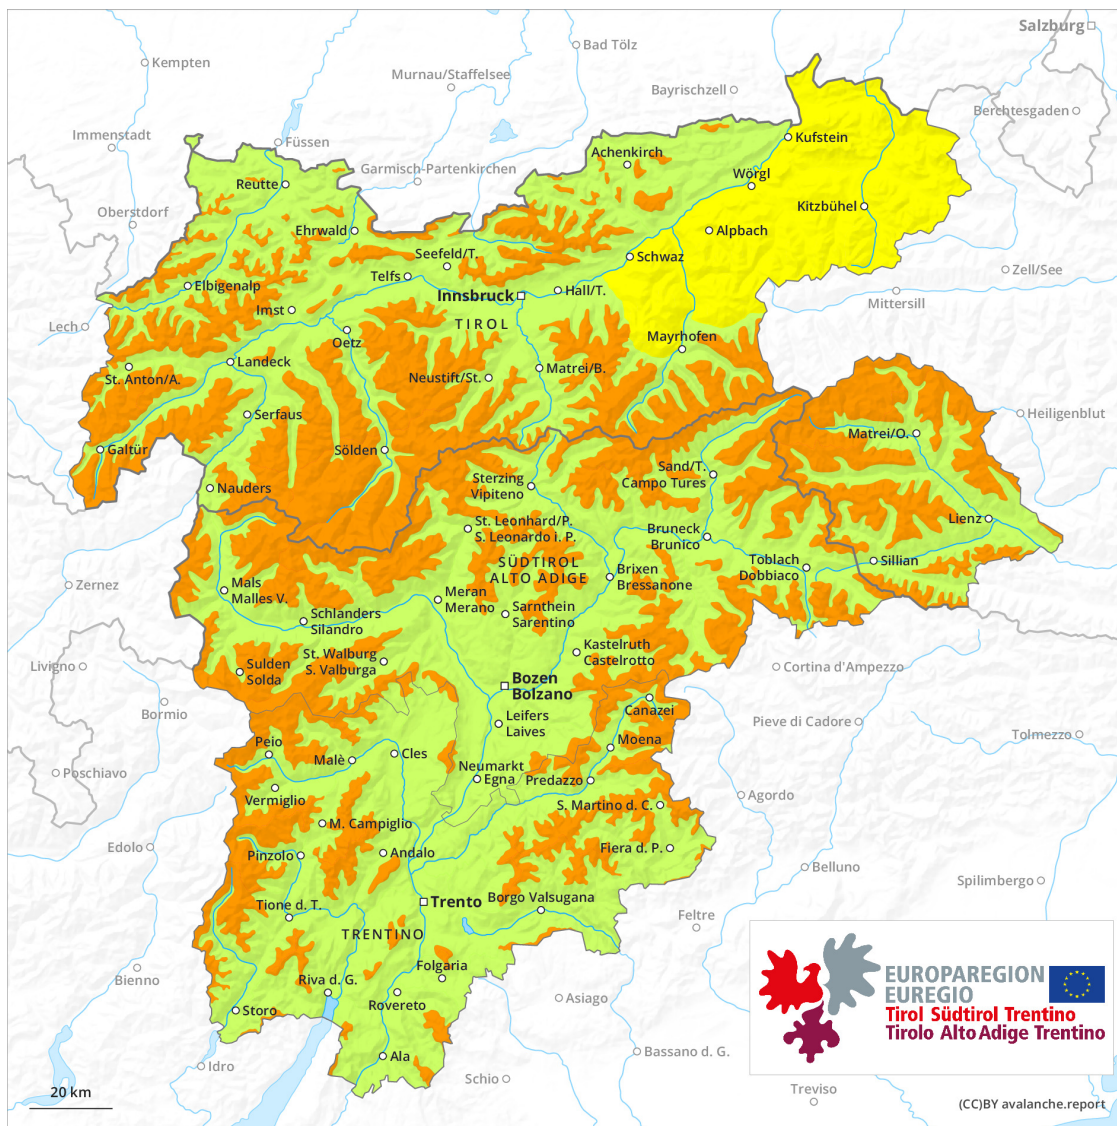 Salzburg
Bad Tölz
Kempten
Murnau/Staffelsee
Bayrischzell
Berchtesgaden
Immenstadt
Füssen
Kufstein
Achenkirch
Garmisch-Partenkirchen
Wörgl
Reutte
Kitzbühel
Oberstdorf
Ehrwald
Alpbach
Seefeld/T.
Schwaz
Zell/See
Telfs
Elbigenalp
Hall/T.
Innsbruck
Mittersill
Imst
TIROL
Lech
Oetz
Mayrhofen
Landeck
Matrei/B.
St. Anton/A.
Neustift/St.
Serfaus
Heiligenblut
Matrei/O.
Galtür
Sölden
Sand/T.
Campo Tures
Sterzing
Vipiteno
Nauders
St. Leonhard/P.
S. Leonardo i. P.
Lienz
Bruneck
Brunico
SÜDTIROL
ALTO ADIGE
Toblach
Dobbiaco
Sillian
Brixen
Bressanone
Zernez
Mals
Malles V.
Meran
Merano
Sarnthein
Sarentino
Schlanders
Silandro
Kastelruth
Castelrotto
St. Walburg
S. Valburga
Livigno
Sulden
Solda
Cortina d'Ampezzo
Bozen
Bolzano
Bormio
Canazei
Leifers
Laives
Pieve di Cadore
Tolmezzo
Moena
Peio
Cles
Malè
Poschiavo
Neumarkt
Egna
Predazzo
Vermiglio
Agordo
S. Martino d. C.
M. Campiglio
Edolo
Pinzolo
Andalo
Fiera d. P.
Belluno
Spilimbergo
Borgo Valsugana
Trento
Tione d. T.
Feltre
TRENTINO
Bienno
Folgaria
Riva d. G.
Rovereto
Asiago
Storo
EUROPAREGION
EUREGIO
Tirol Südtirol Trentino
Tirolo Alto Adige Trentino
Ala
Bassano d. G.
Idro
Schio
Treviso
20 km
(CC)BY avalanche.report